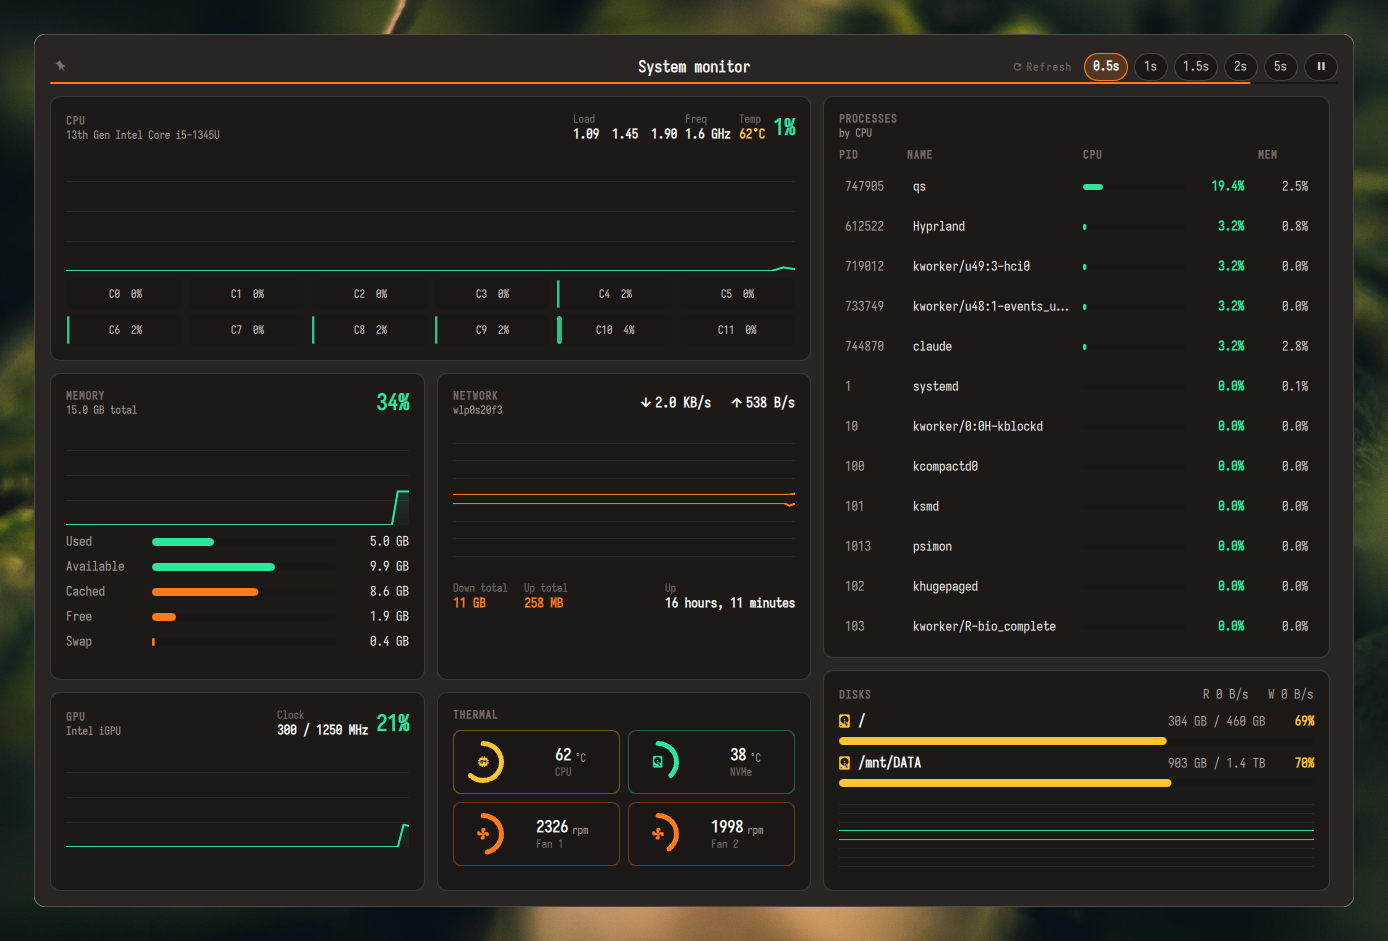 System monitor
Refresh 0.5s 1s 1.5s 2s 5s
CPU
13th Gen Intel Core i5-1345U
Load Freq Temp
1.09 1.45 1.90 1.6 GHz 62°C 1%
C0 0% C1 0% C2 0% C3 0% C4 2% C5 0%
C6 2% C7 0% C8 2% C9 2% C10 4% C11 0%
MEMORY
15.0 GB total
34%
Used 5.0 GB
Available 9.9 GB
Cached 8.6 GB
Free 1.9 GB
Swap 0.4 GB
NETWORK
wlp0s20f3
↓ 2.0 KB/s ↑ 538 B/s
Down total Up total Up
11 GB 258 MB 16 hours, 11 minutes
GPU
Intel iGPU
Clock
300 / 1250 MHz 21%
THERMAL
62 °C
CPU
38 °C
NVMe
2326 rpm
Fan 1
1998 rpm
Fan 2
PROCESSES
by CPU
PID NAME CPU MEM
747905 qs 19.4% 2.5%
612522 Hyprland 3.2% 0.8%
719012 kworker/u49:3-hci0 3.2% 0.0%
733749 kworker/u48:1-events_u... 3.2% 0.0%
744870 claude 3.2% 2.8%
1 systemd 0.0% 0.1%
10 kworker/0:0H-kblockd 0.0% 0.0%
100 kcompactd0 0.0% 0.0%
101 ksmd 0.0% 0.0%
1013 psimon 0.0% 0.0%
102 khugepaged 0.0% 0.0%
103 kworker/R-bio_complete 0.0% 0.0%
DISKS R 0 B/s W 0 B/s
/ 304 GB / 460 GB 69%
/mnt/DATA 903 GB / 1.4 TB 70%